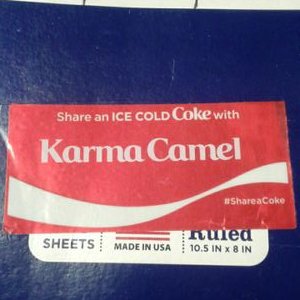 Share an ICE COLD Coke with
Karma Camel
#ShareaCoke
SHEETS
MADE IN USA
Ruled
10.5 IN x 8 IN